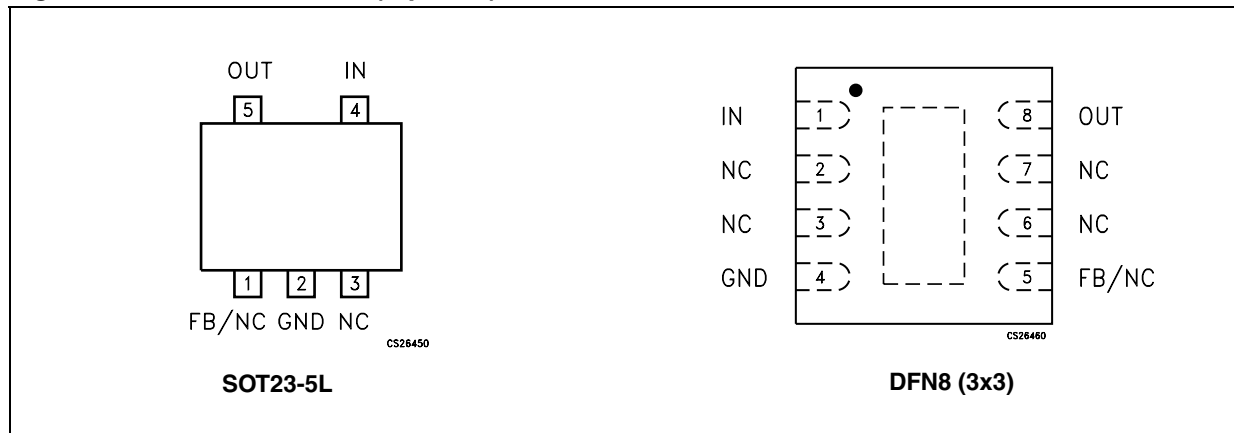 OUT IN
5 4
1 2 3
FB/NC GND NC
CS26450
SOT23-5L
IN 1 8 OUT
NC 2 7 NC
NC 3 6 NC
GND 4 5 FB/NC
CS26460
DFN8 (3x3)